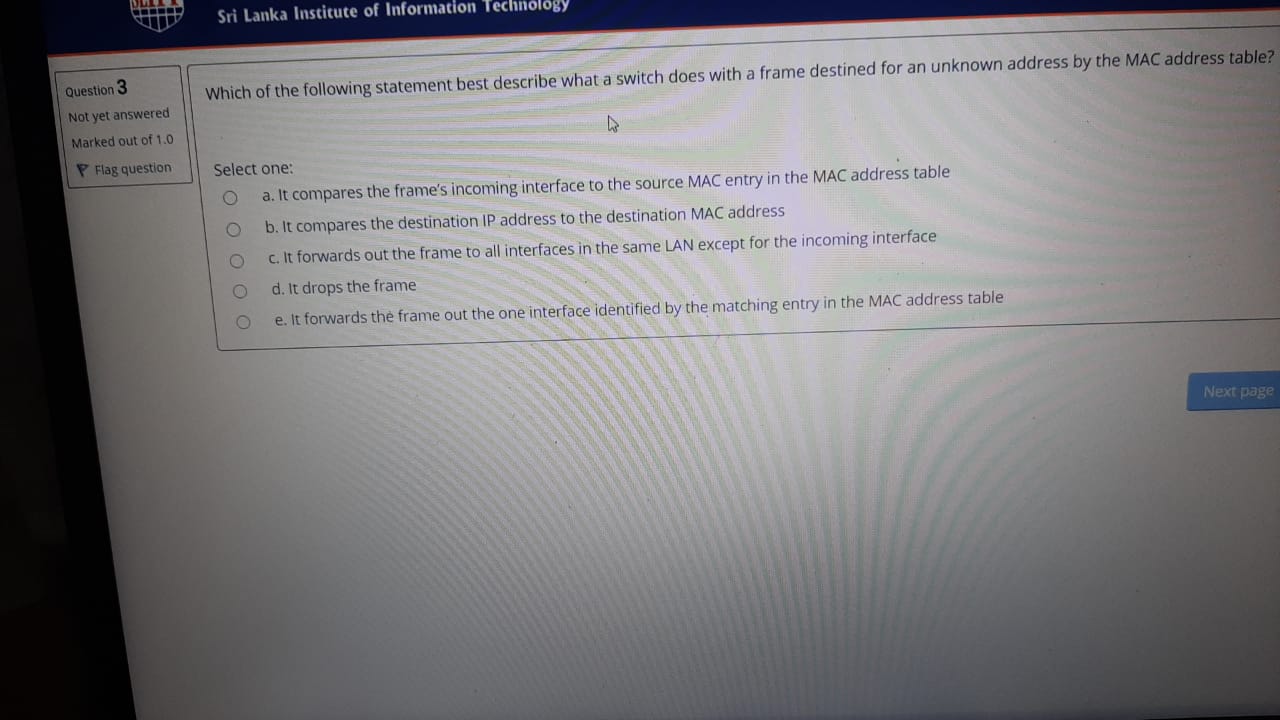 Sri Lanka Institute of Information Technology
Question 3
Not yet answered
Marked out of 1.0
Flag question
Which of the following statement best describe what a switch does with a frame destined for an unknown address by the MAC address table?
Select one:
a. It compares the frame's incoming interface to the source MAC entry in the MAC address table
b. It compares the destination IP address to the destination MAC address
c. It forwards out the frame to all interfaces in the same LAN except for the incoming interface
d. It drops the frame
e. It forwards the frame out the one interface identified by the matching entry in the MAC address table
Next page